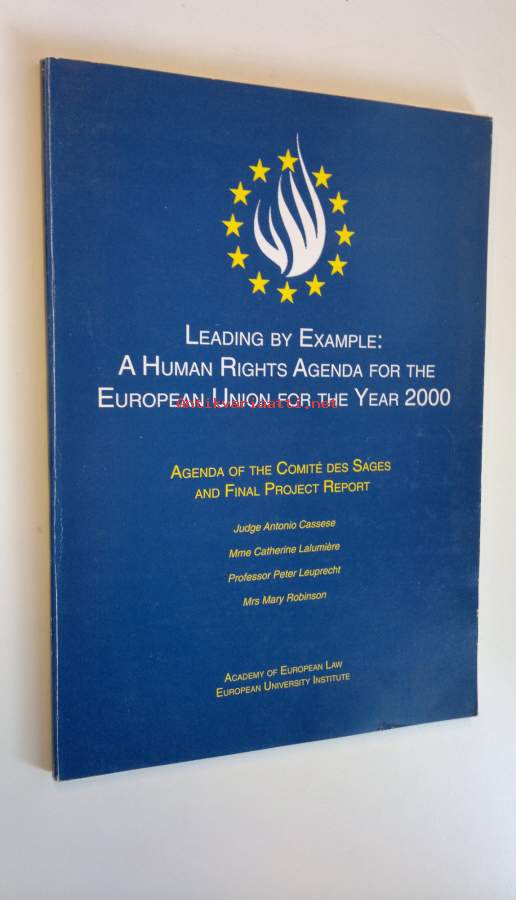 LEADING BY EXAMPLE:
A HUMAN RIGHTS AGENDA FOR THE
EUROPEAN UNION FOR THE YEAR 2000
antikvariaatti.net
AGENDA OF THE COMITÉ DES SAGES
AND FINAL PROJECT REPORT
Judge Antonio Cassese
Mme Catherine Lalumière
Professor Peter Leuprecht
Mrs Mary Robinson
ACADEMY OF EUROPEAN LAW
EUROPEAN UNIVERSITY INSTITUTE